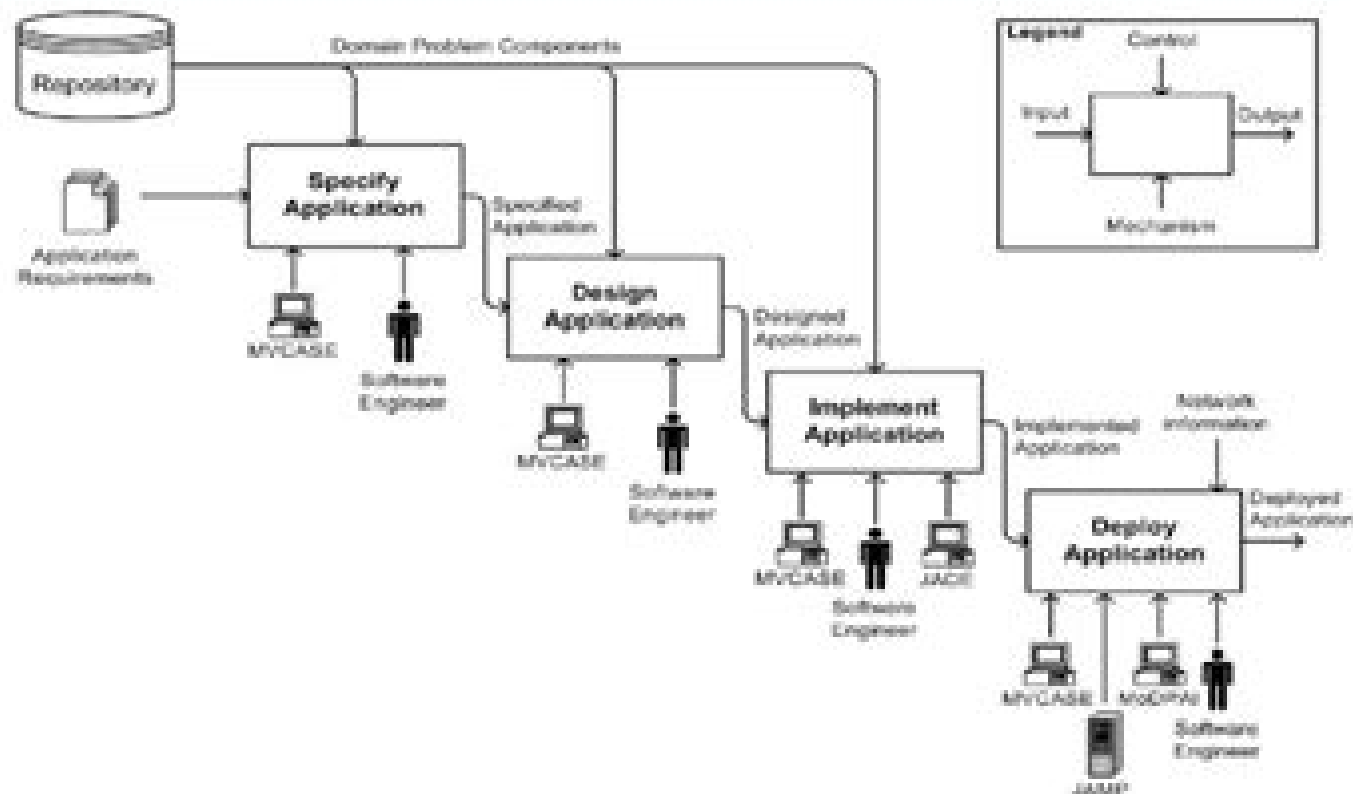 Repository
Domain Problem Components
Legend
Control
Input
Output
Mechanism
Application
Requirements
Specify
Application
Specified
Application
MVCASE
Software
Engineer
Design
Application
Designed
Application
MVCASE
Software
Engineer
Implement
Application
Implemented
Application
MVCASE
Software
Engineer
Network
information
Deploy
Application
Deployed
Application
MVCASE
Software
Engineer
JAMP